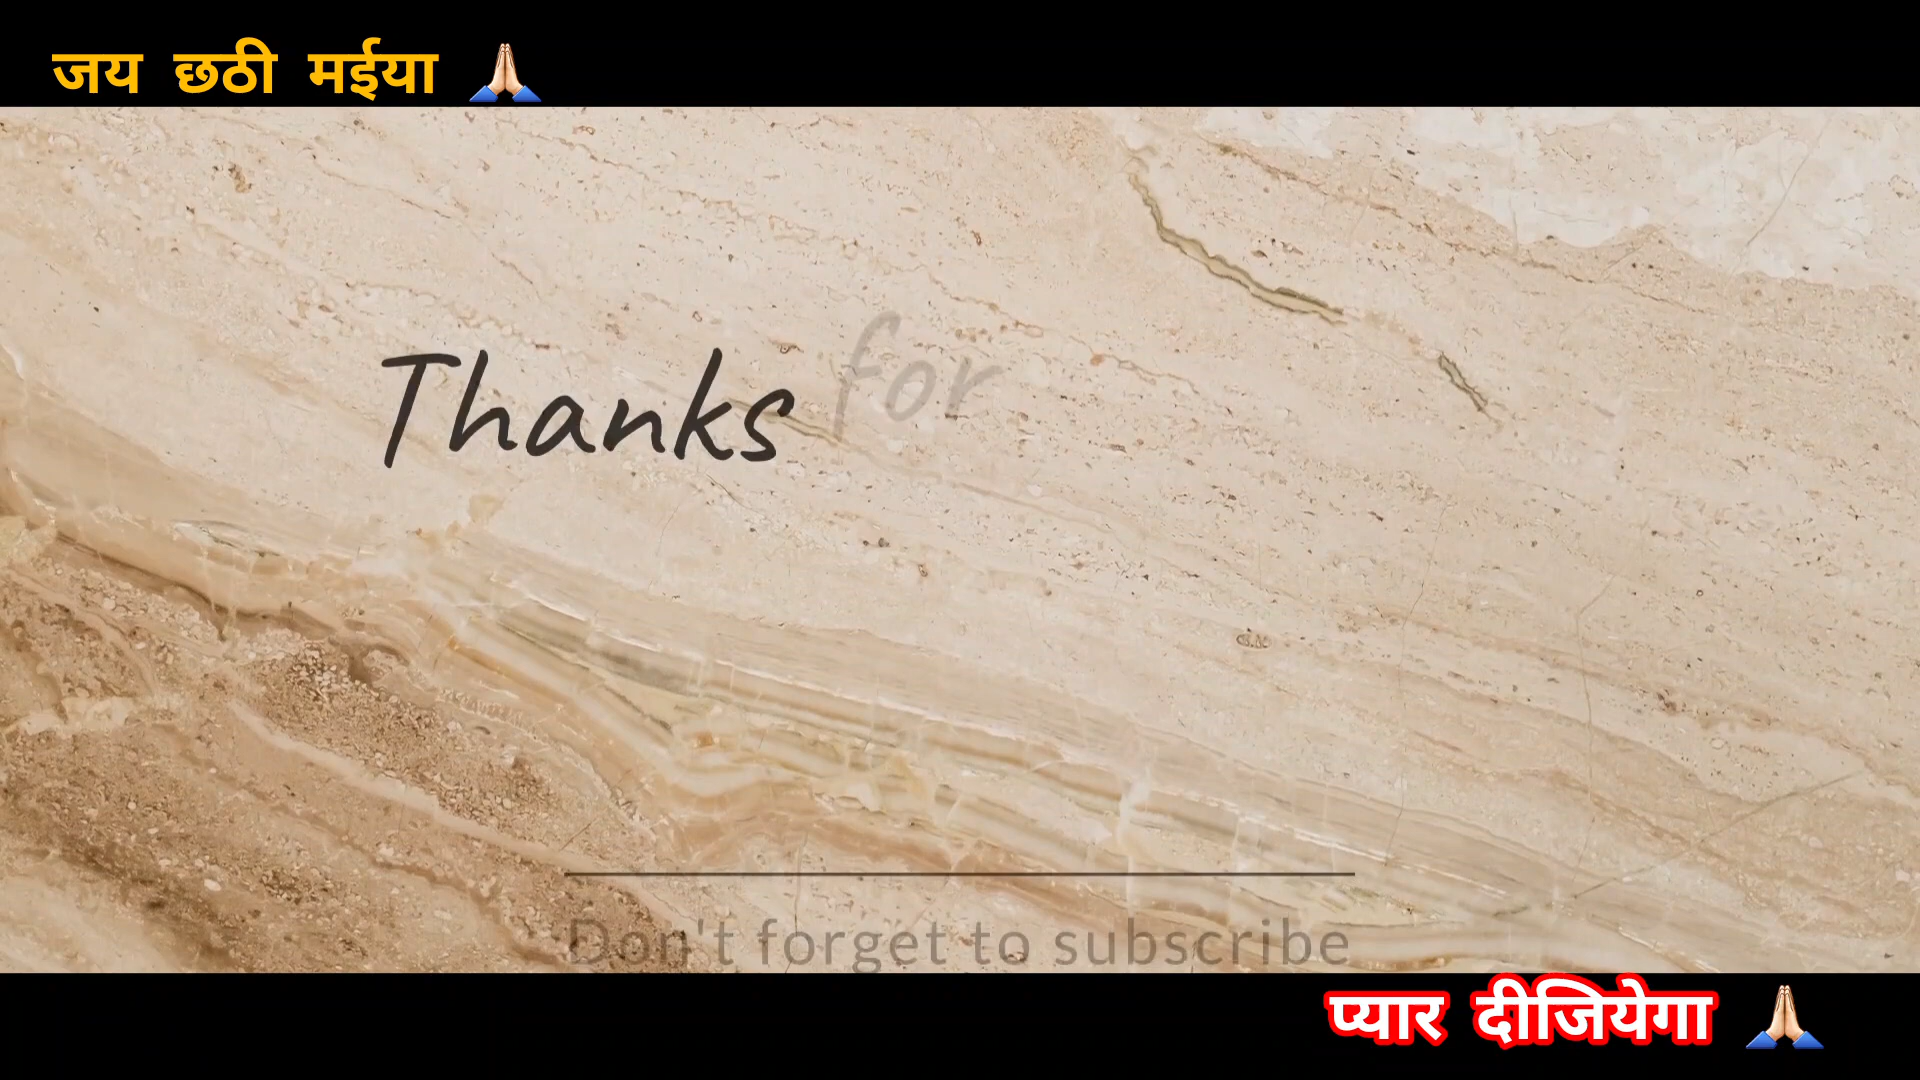 जय छठी मईया 🙏🏻
Thanks for
Don't forget to subscribe
प्यार दीजियेगा 🙏🏻